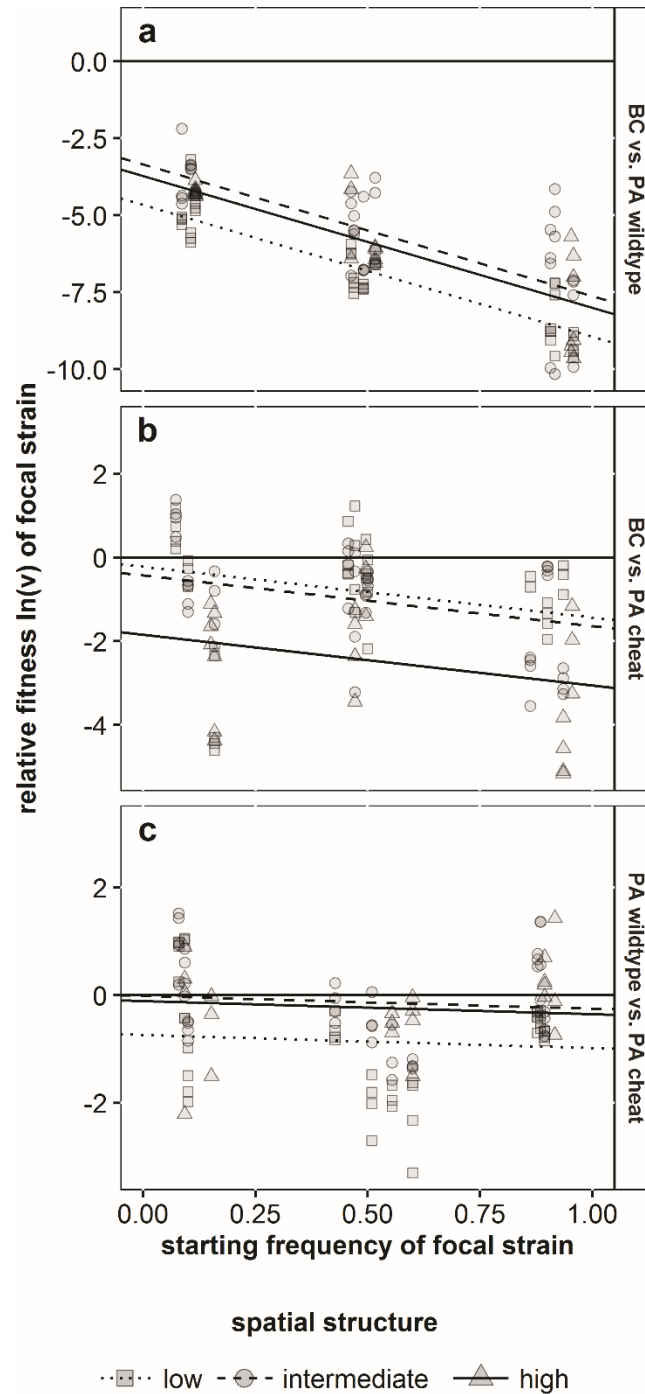 a
0.0
-2.5
-5.0
-7.5
-10.0
BC vs. PA wildtype
b
2
0
-2
-4
BC vs. PA cheat
relative fitness ln(v) of focal strain
c
2
0
-2
PA wildtype vs. PA cheat
0.00 0.25 0.50 0.75 1.00
starting frequency of focal strain
spatial structure
low intermediate high